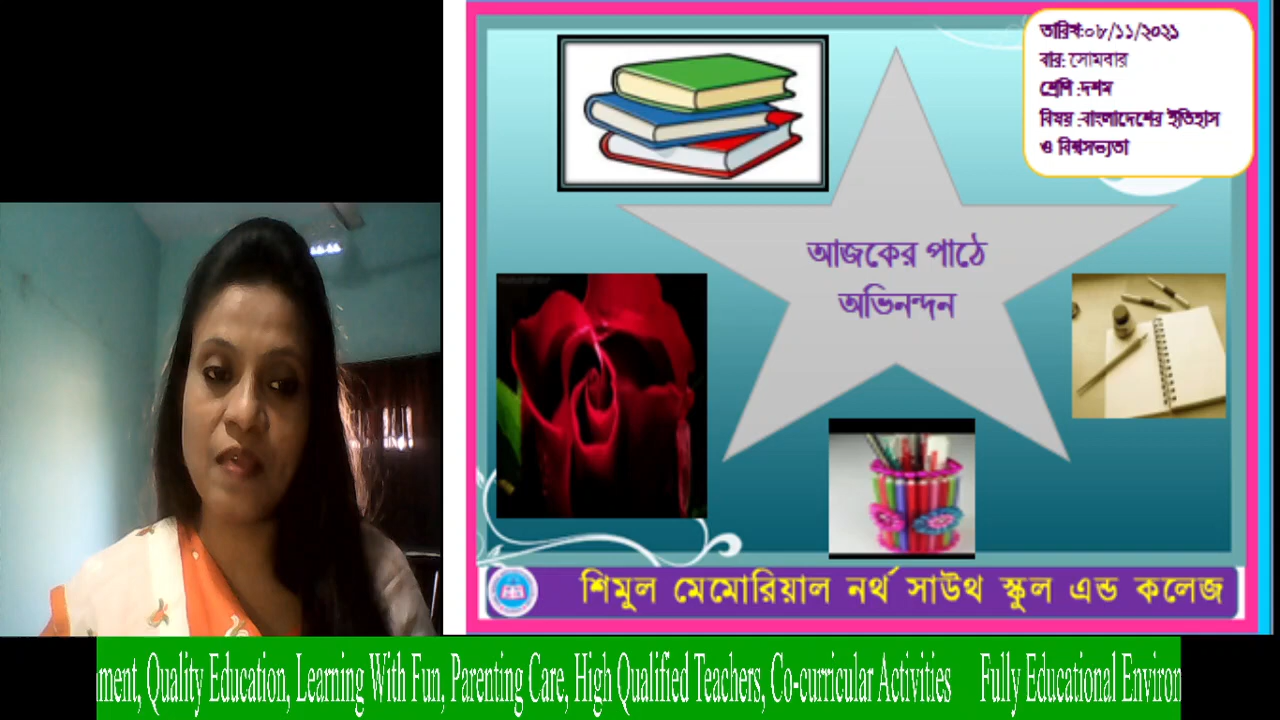 তারিখ:০৮/১১/২০২১
বার: সোমবার
শ্রেণি :দশম
বিষয় :বাংলাদেশের ইতিহাস
ও বিশ্বসভ্যতা
আজকের পাঠে
অভিনন্দন
শিমুল মেমোরিয়াল নর্থ সাউথ স্কুল এন্ড কলেজ
nment, Quality Education, Learning With Fun, Parenting Care, High Qualified Teachers, Co-curricular Activities Fully Educational Environ